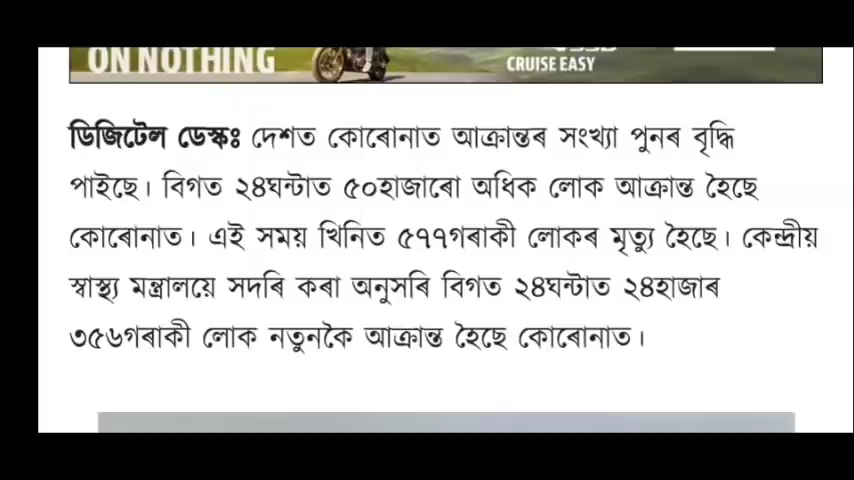 ON NOTHING
CRUISE EASY
ডিজিটেল ডেস্কঃ দেশত কোৰোনাত আক্ৰান্তৰ সংখ্যা পুনৰ বৃদ্ধি
পাইছে। বিগত ২৪ঘন্টাত ৫০হাজাৰো অধিক লোক আক্ৰান্ত হৈছে
কোৰোনাত। এই সময় খিনিত ৫৭৭গৰাকী লোকৰ মৃত্যু হৈছে। কেন্দ্ৰীয়
স্বাস্থ্য মন্ত্ৰালয়ে সদৰি কৰা অনুসৰি বিগত ২৪ঘন্টাত ২৪হাজাৰ
৩৫৬গৰাকী লোক নতুনকৈ আক্ৰান্ত হৈছে কোৰোনাত।